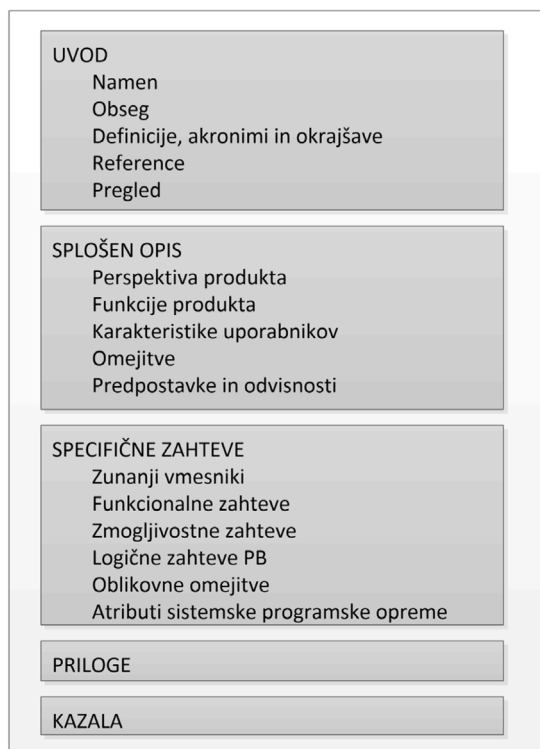 UVOD
Namen
Obseg
Definicije, akronimi in okrajšave
Reference
Pregled
SPLOŠEN OPIS
Perspektiva produkta
Funkcije produkta
Karakteristike uporabnikov
Omejitve
Predpostavke in odvisnosti
SPECIFIČNE ZAHTEVE
Zunanji vmesniki
Funkcionalne zahteve
Zmogljivostne zahteve
Logične zahteve PB
Oblikovne omejitve
Atributi sistemske programske opreme
PRILOGE
KAZALA